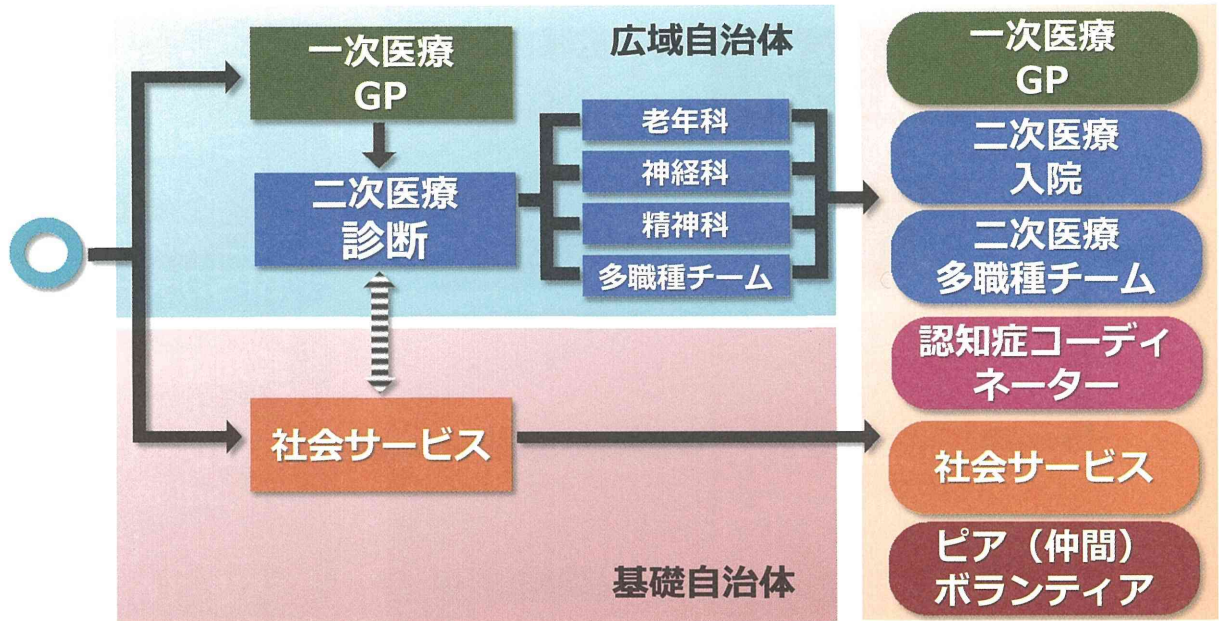 広域自治体
一次医療
GP
二次医療
診断
老年科
神経科
精神科
多職種チーム
社会サービス
基礎自治体
一次医療
GP
二次医療
入院
二次医療
多職種チーム
認知症コーディ
ネーター
社会サービス
ピア（仲間）
ボランティア